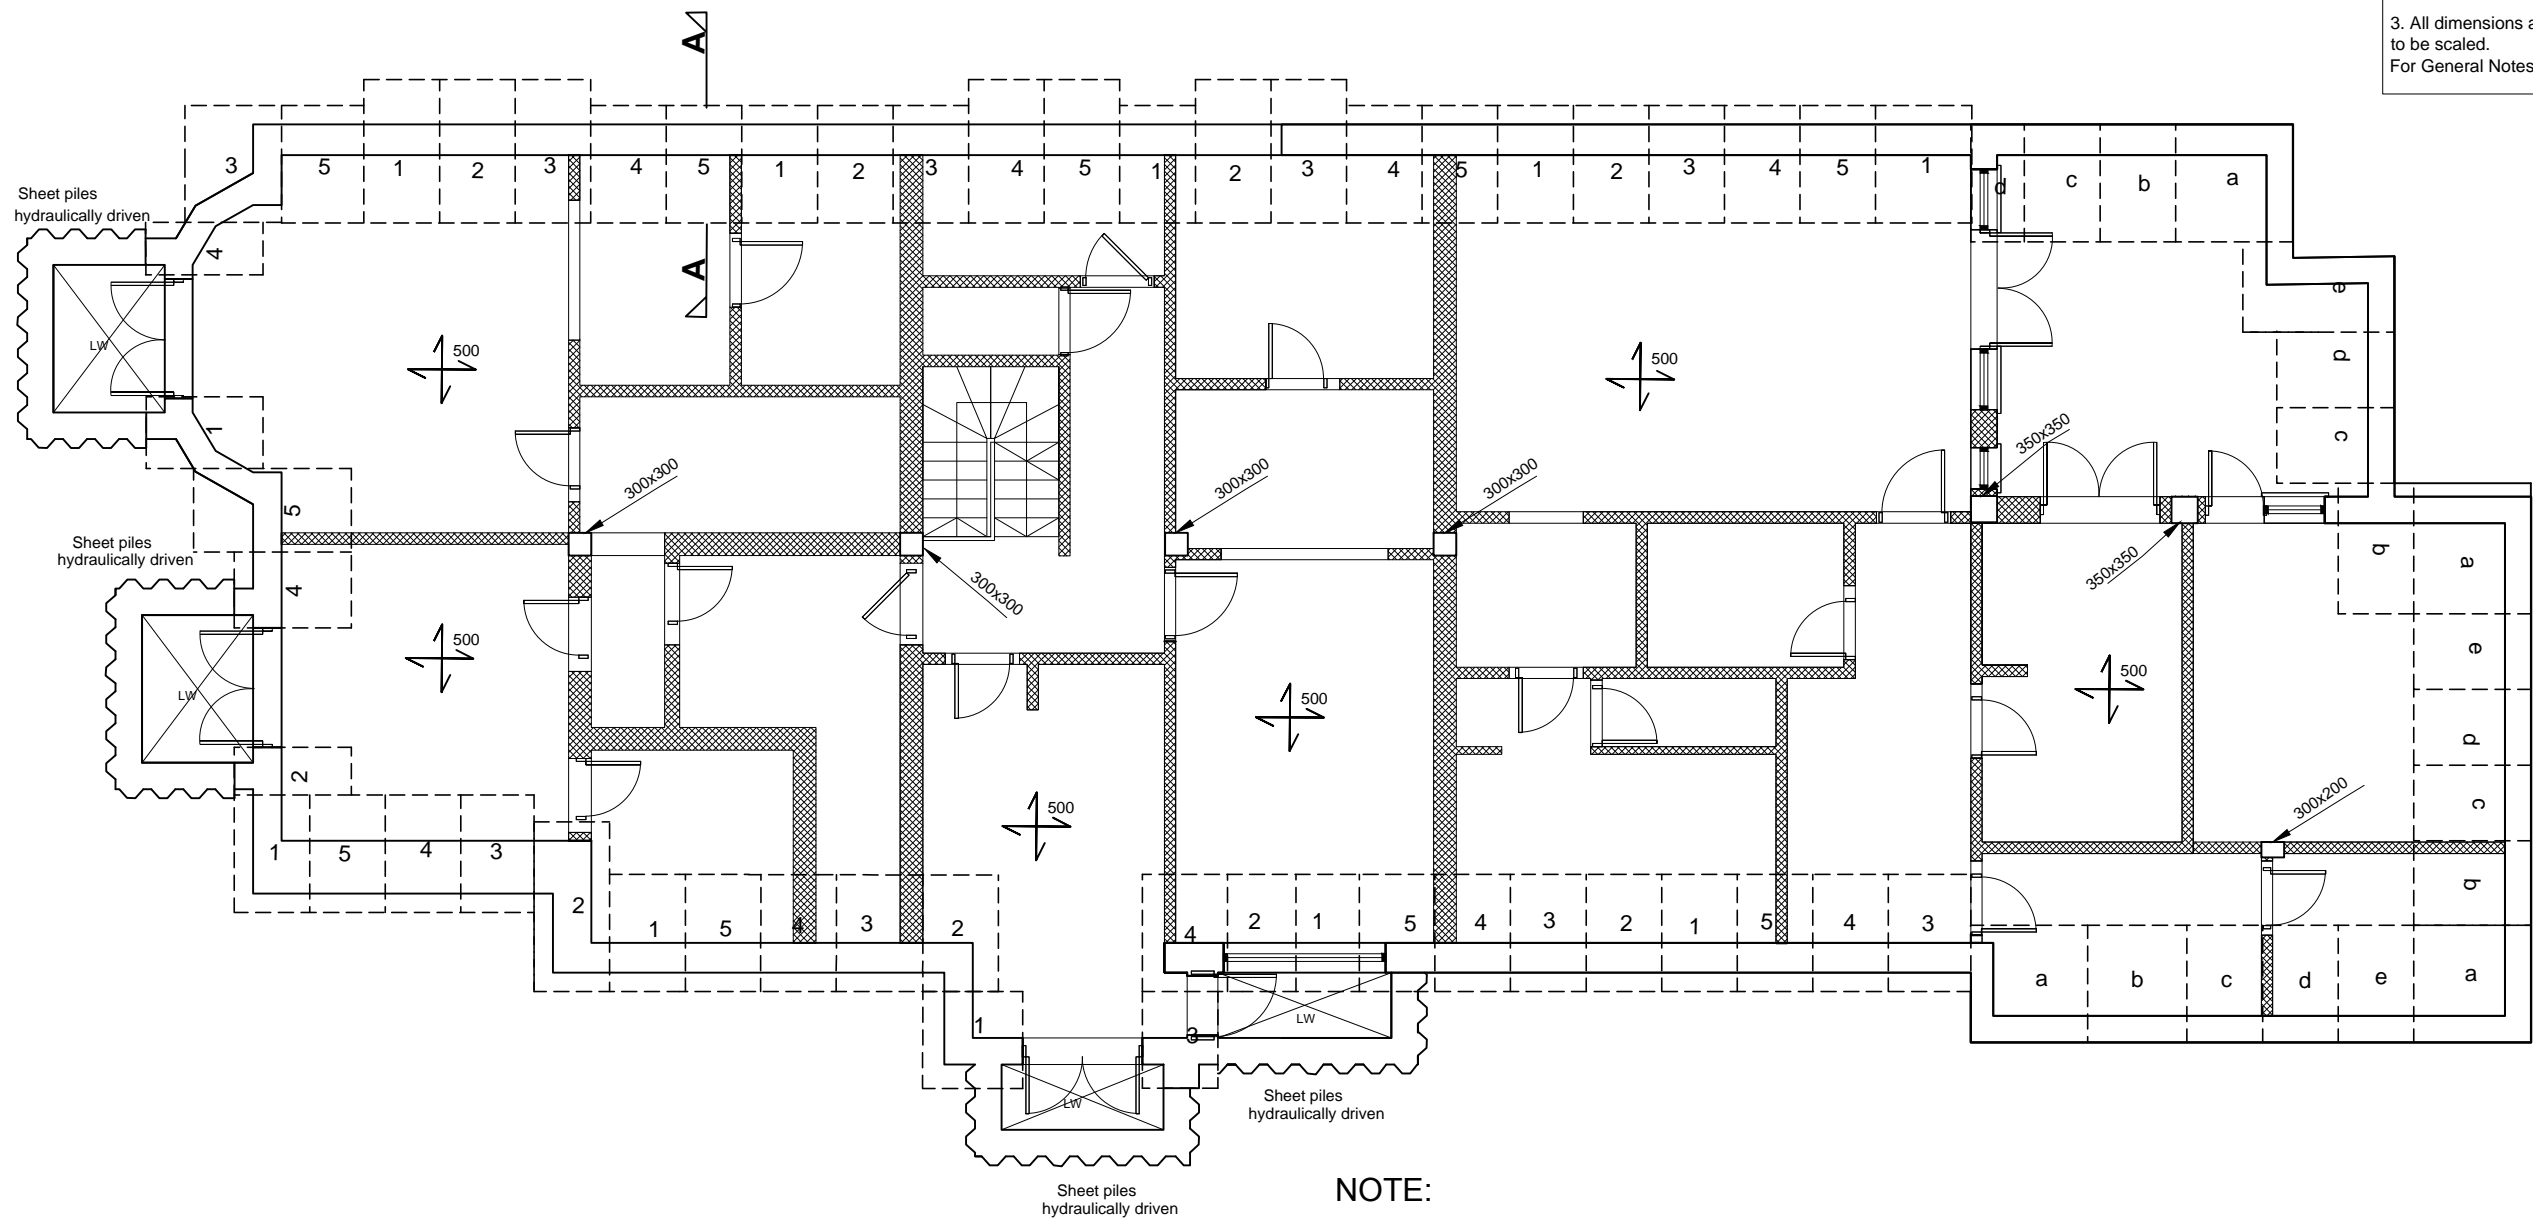 3. All dimensions a
to be scaled.
For General Notes
A
3 5 1 2 3 4 5 1 2 3 4 5 1 2 3 4 5 1 2 3 4 5 1 d c b a
Sheet piles
hydraulically driven
4
A
e
LW
500
500
d
1
c
350x350
300x300
300x300
300x300
5
Sheet piles
hydraulically driven
b
a
350x350
4
300x300
500
500
e
LW
500
d
2
c
300x200
500
1 5 4 3
b
2
1 5 4 3 2
4 2 1 5 4 3 2 1 5 4 3
a b c d e a
1
3
LW
LW
Sheet piles
hydraulically driven
Sheet piles
hydraulically driven
NOTE: